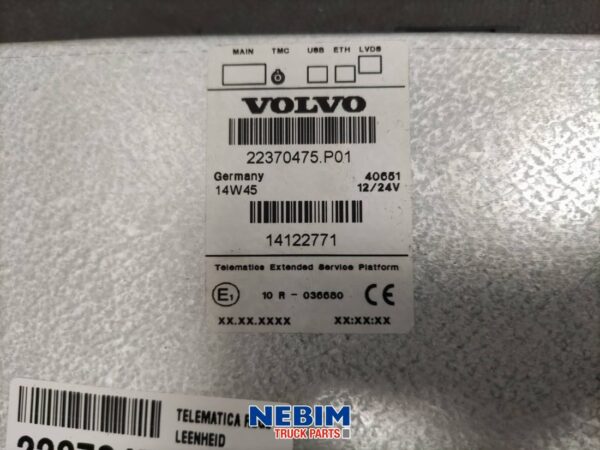 MAIN TMC USB ETH LVDS
VOLVO
22370475.P01
Germany 40651
14W45 12/24V
14122771
Telematics Extended Service Platform
E1 10 R - 036680 CE
XX.XX.XXXX XX:XX:XX
TELEMATICA
LEENHEID
NEBIM
TRUCK PARTS